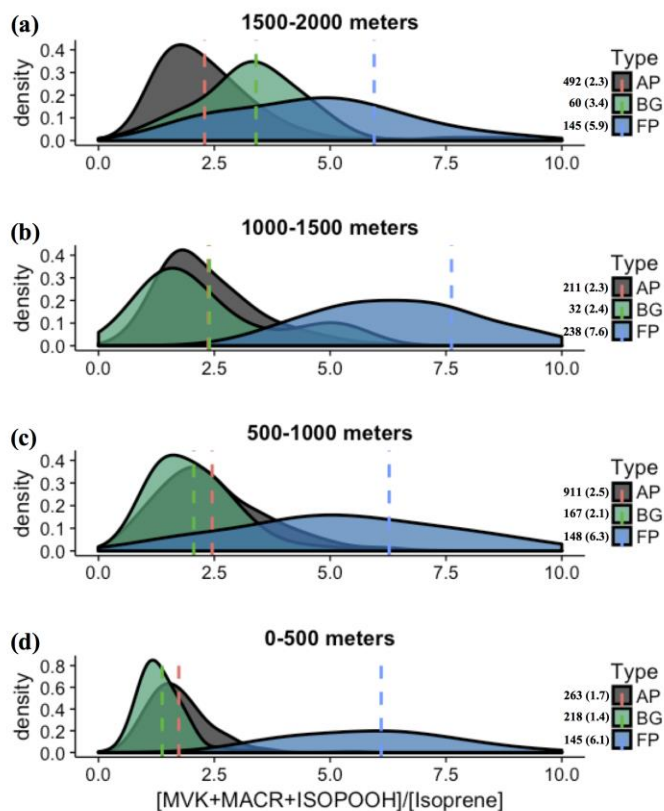 (a)
1500-2000 meters
density
0.4
0.3
0.2
0.1
0.0
0.0 2.5 5.0 7.5 10.0
Type
492 (2.3) AP
60 (3.4) BG
145 (5.9) FP
(b)
1000-1500 meters
density
0.4
0.3
0.2
0.1
0.0
0.0 2.5 5.0 7.5 10.0
Type
211 (2.3) AP
32 (2.4) BG
238 (7.6) FP
(c)
500-1000 meters
density
0.4
0.3
0.2
0.1
0.0
0.0 2.5 5.0 7.5 10.0
Type
911 (2.5) AP
167 (2.1) BG
148 (6.3) FP
(d)
0-500 meters
density
0.8
0.6
0.4
0.2
0.0
0.0 2.5 5.0 7.5 10.0
Type
263 (1.7) AP
218 (1.4) BG
145 (6.1) FP
[MVK+MACR+ISOPOOH]/[Isoprene]